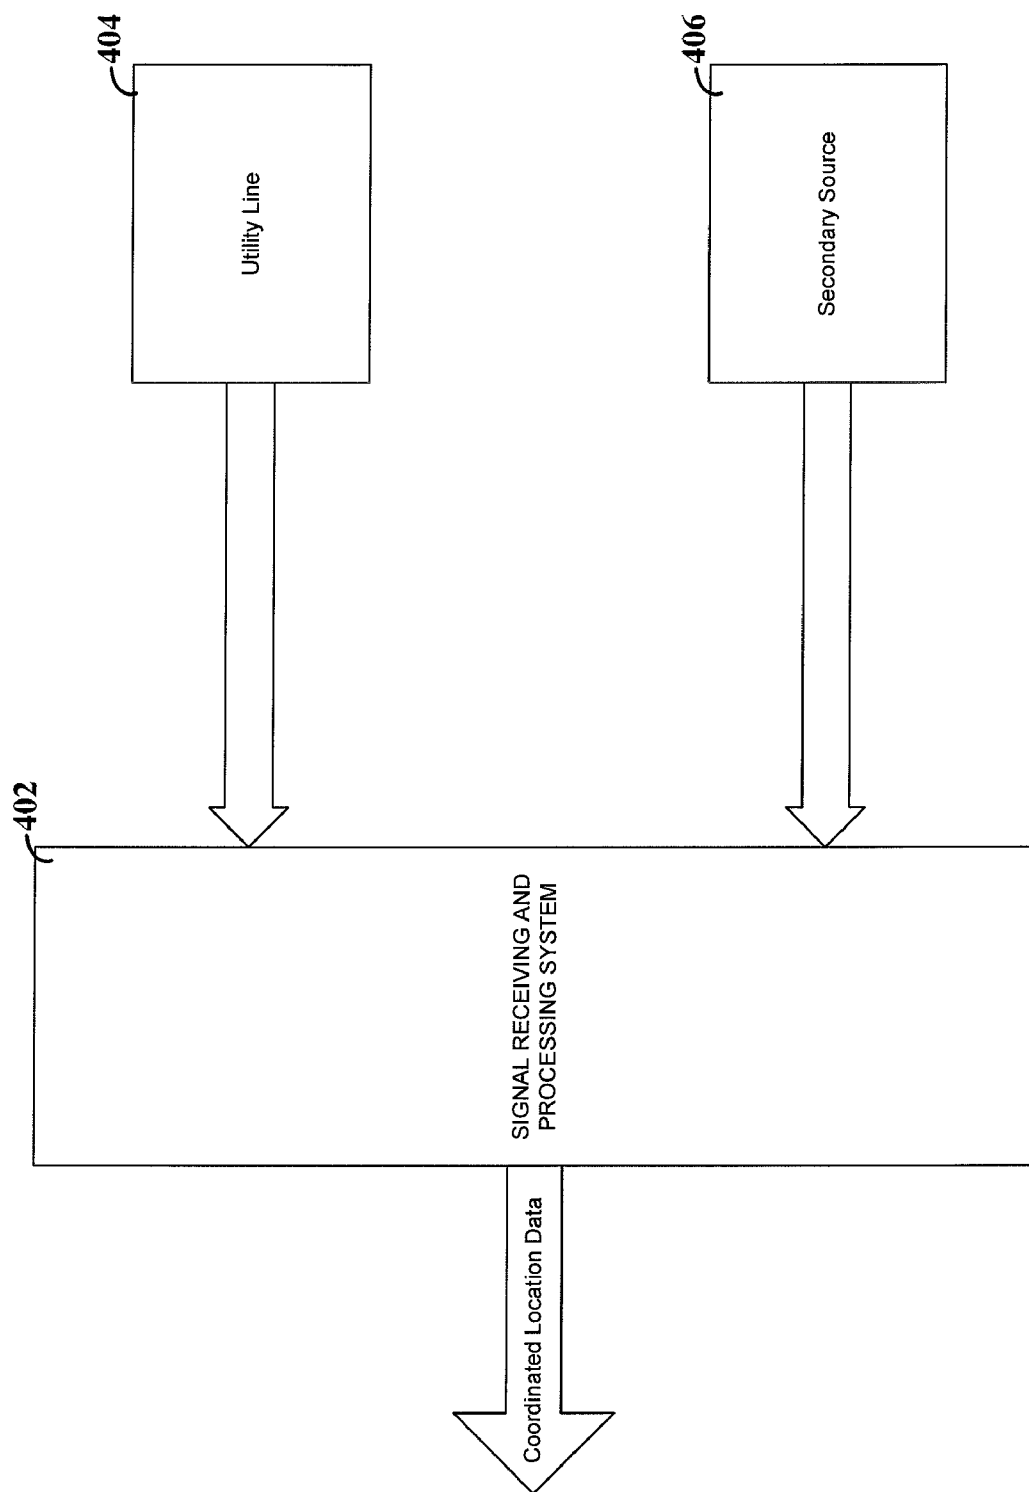 404
Utility Line
406
Secondary Source
402
SIGNAL RECEIVING AND
PROCESSING SYSTEM
Coordinated Location Data